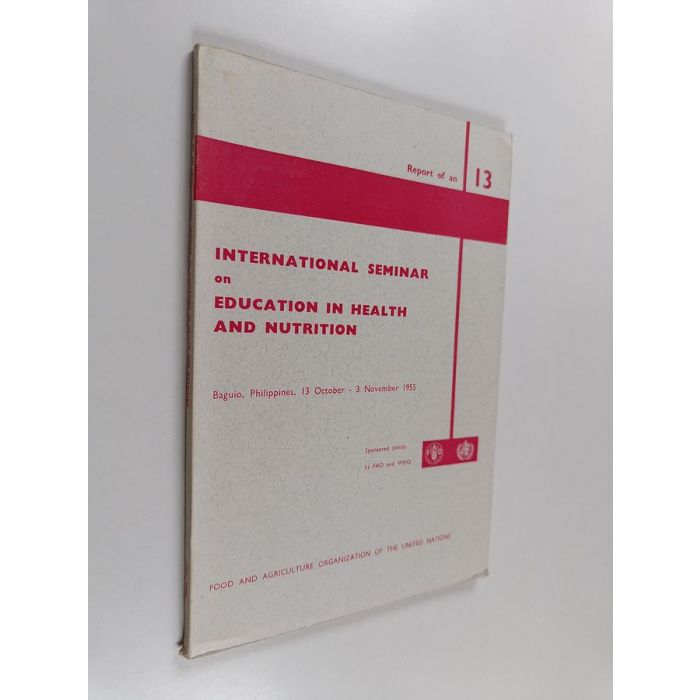 Report of an
13
INTERNATIONAL SEMINAR
on
EDUCATION IN HEALTH
AND NUTRITION
Baguio, Philippines, 13 October - 3 November 1955
Sponsored jointly
by FAO and WHO
FOOD AND AGRICULTURE ORGANIZATION OF THE UNITED NATIONS